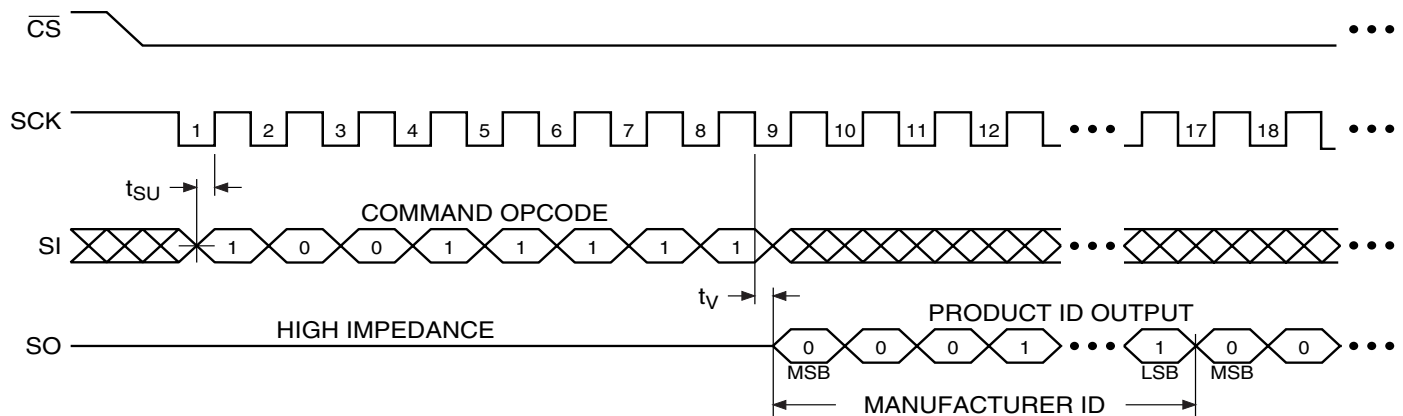 CS
SCK 1 2 3 4 5 6 7 8 9 10 11 12 17 18
tSU
COMMAND OPCODE
SI 1 0 0 1 1 1 1 1
tV
HIGH IMPEDANCE
PRODUCT ID OUTPUT
SO 0 0 0 1 1 0 0
MSB LSB MSB
MANUFACTURER ID